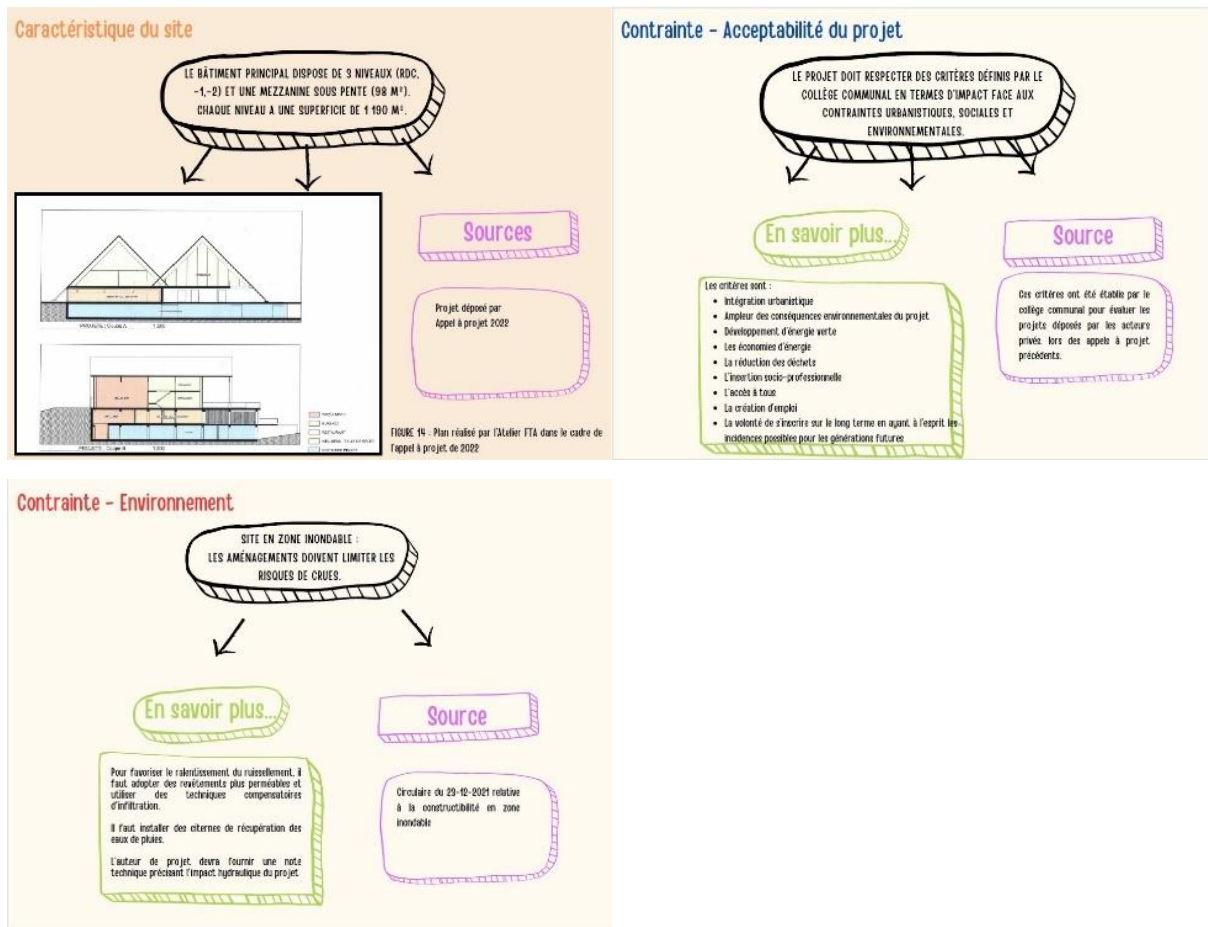 Caractéristique du site
LE BÂTIMENT PRINCIPAL DISPOSE DE 3 NIVEAUX (RDC,
-1,-2) ET UNE MEZZANINE SOUS PENTE (98 M²).
CHAQUE NIVEAU A UNE SUPERFICIE DE 1 190 M².
Sources
Projet déposé par
Appel à projet 2022
FIGURE 14 : Plan réalisé par l'Atelier FTA dans le cadre de
l'appel à projet de 2022
Contrainte - Acceptabilité du projet
LE PROJET DOIT RESPECTER DES CRITÈRES DÉFINIS PAR LE
COLLÈGE COMMUNAL EN TERMES D'IMPACT FACE AUX
CONTRAINTES URBANISTIQUES, SOCIALES ET
ENVIRONNEMENTALES.
En savoir plus...
Les critères sont :
• Intégration urbanistique
• Ampleur des conséquences environnementales du projet
• Développement d'énergie verte
• Les économies d'énergie
• La réduction des déchets
• L'insertion socio-professionnelle
• L'accès à tous
• La création d'emploi
• La volonté de s'inscrire sur le long terme en ayant à l'esprit les
incidences possibles pour les générations futures
Source
Ces critères ont été établie par le
collège communal pour évaluer les
projets déposés par les acteurs
privés lors des appels à projet
précédents.
Contrainte - Environnement
SITE EN ZONE INONDABLE :
LES AMÉNAGEMENTS DOIVENT LIMITER LES
RISQUES DE CRUES.
En savoir plus...
Pour favoriser le ralentissement du ruissellement, il
faut adopter des revêtements plus perméables et
utiliser des techniques compensatoires
d'infiltration.
Il faut installer des citernes de récupération des
eaux de pluies.
L'auteur de projet devra fournir une note
technique précisant l'impact hydraulique du projet
Source
Circulaire du 23-12-2021 relative
à la constructibilité en zone
inondable